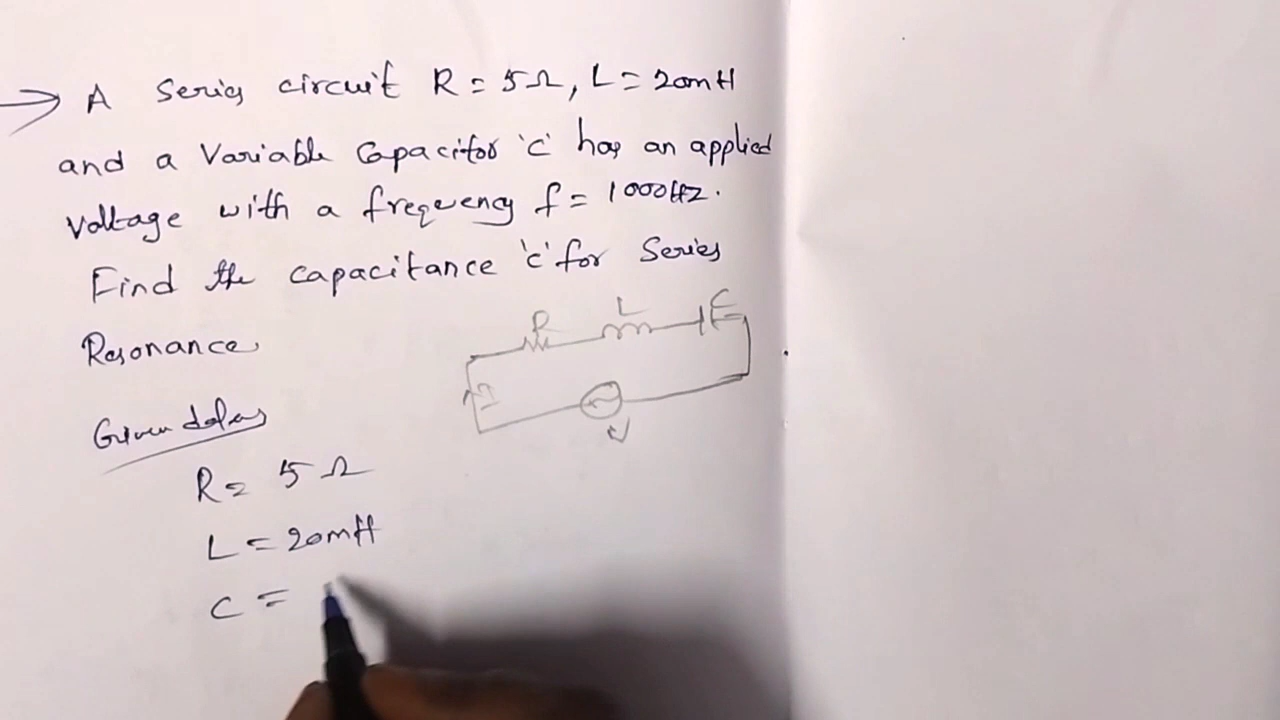 → A Series circuit R = 5Ω, L = 20mH
and a Variable Capacitor 'C' has an applied
Voltage with a frequency f = 1000HZ.
Find the capacitance 'C' for Series
Resonance
R L C
V
Given data
R = 5 Ω
L = 20mH
C =